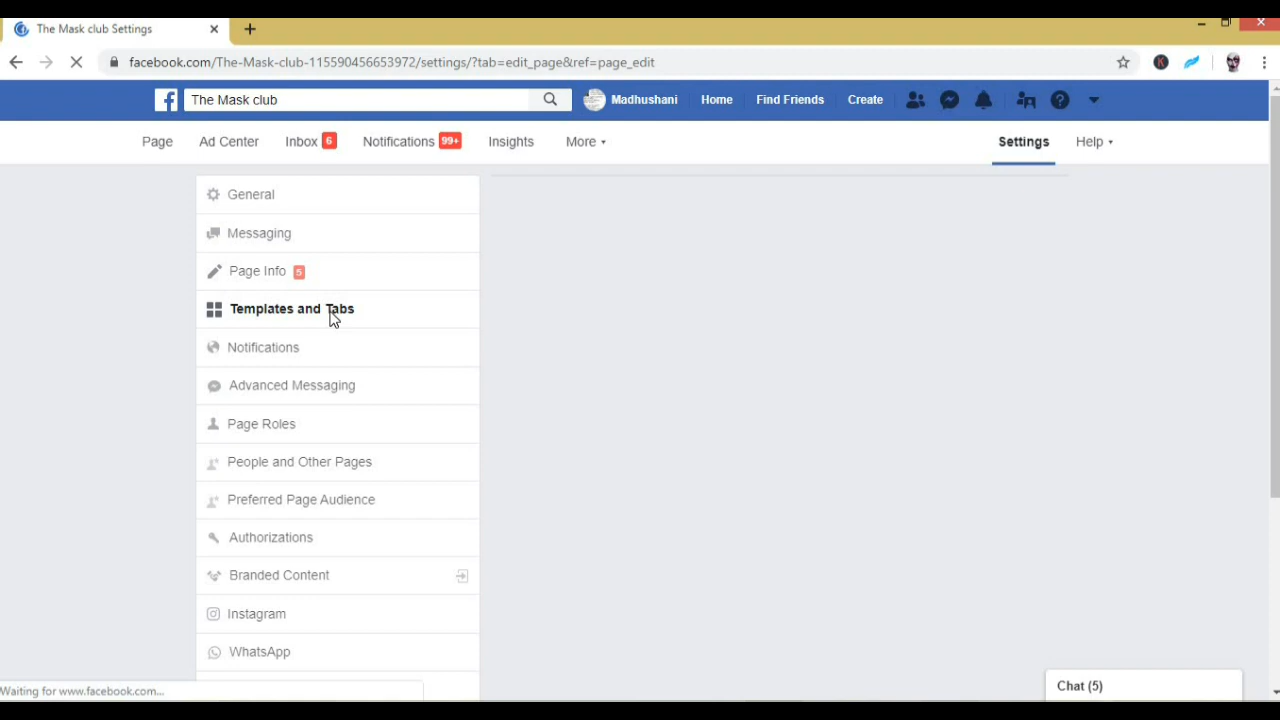 The Mask club Settings
facebook.com/The-Mask-club-115590456653972/settings/?tab=edit_page&ref=page_edit
The Mask club
Madhushani Home Find Friends Create
Page Ad Center Inbox 6 Notifications 99+ Insights More Settings Help
General
Messaging
Page Info 5
Templates and Tabs
Notifications
Advanced Messaging
Page Roles
People and Other Pages
Preferred Page Audience
Authorizations
Branded Content
Instagram
WhatsApp
Waiting for www.facebook.com...
Chat (5)